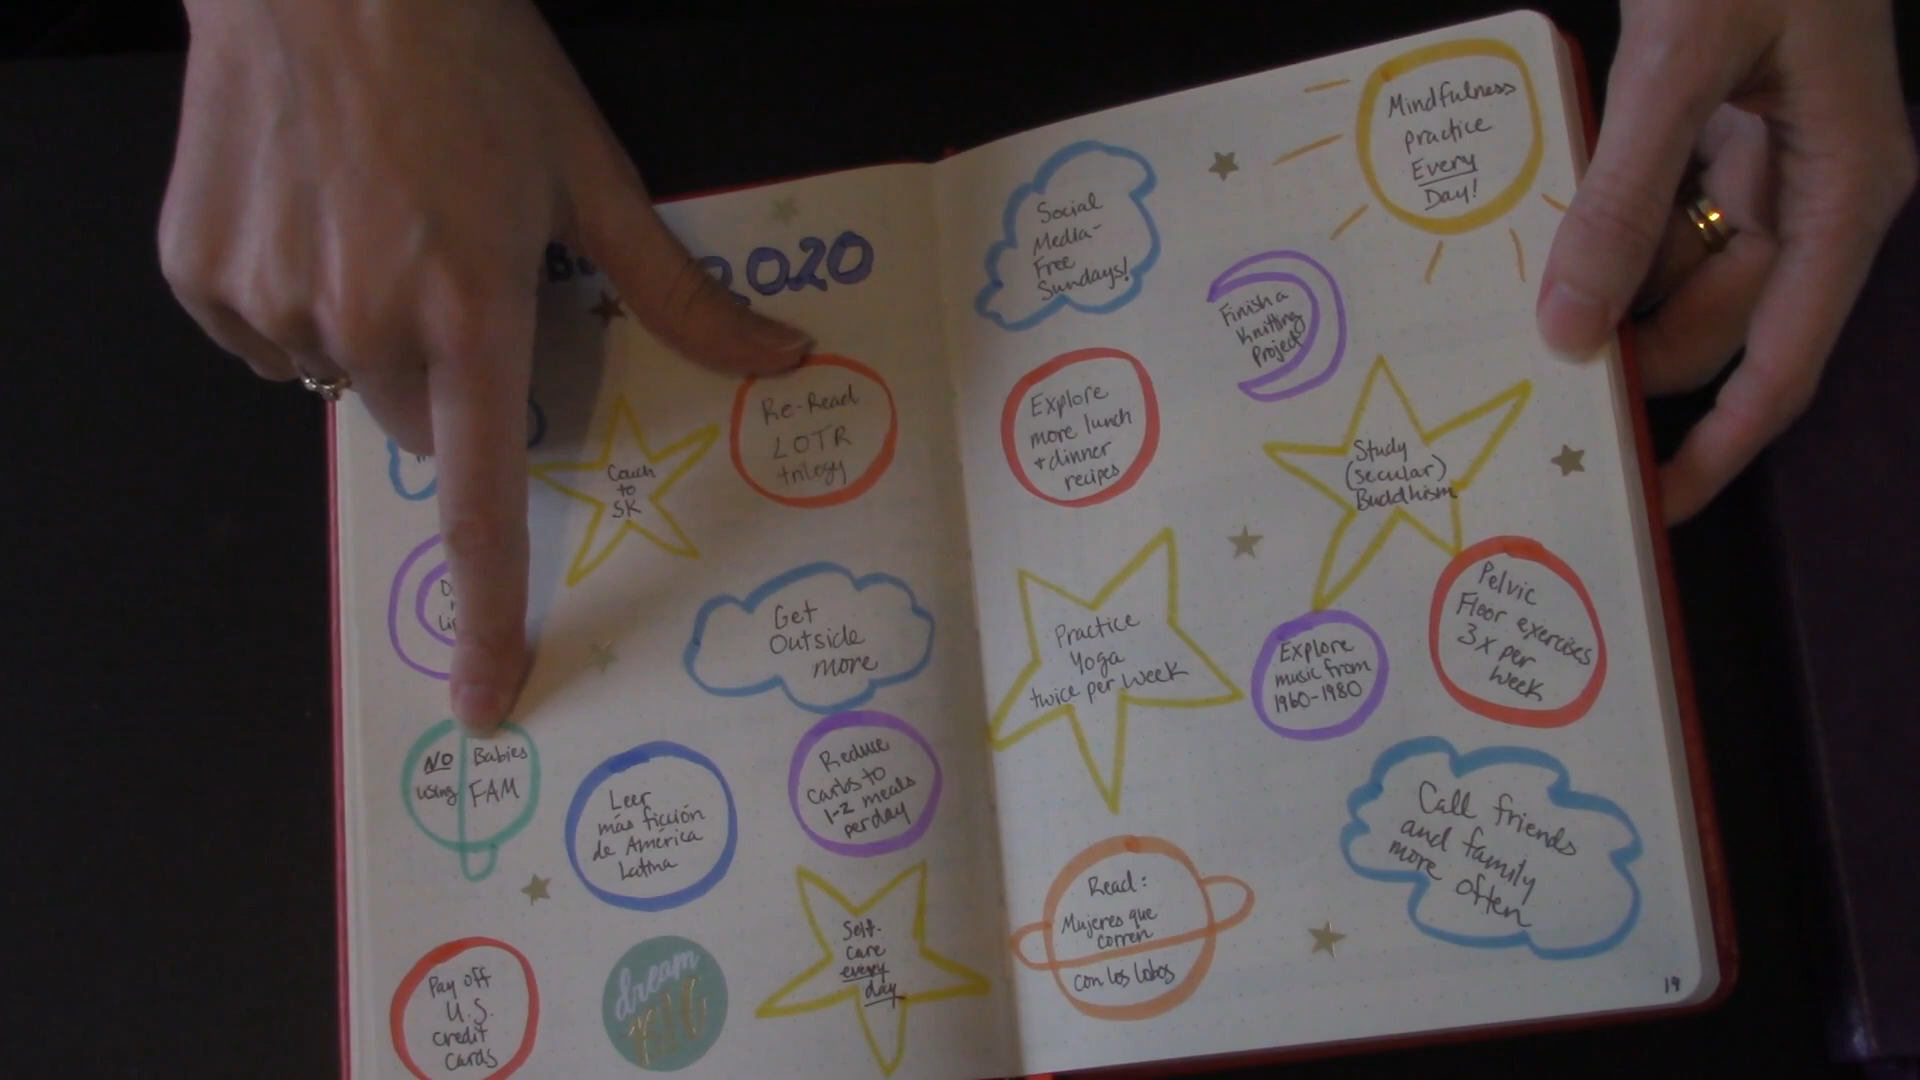 2020
Couch
to
5K
Re-Read
LOTR
trilogy
Get
Outside
more
NO Babies
using FAM
Leer
más ficción
de América
Latina
Reduce
Carbs to
1-2 meals
per day
Pay off
U.S.
credit
cards
dream
BIG
Self-
care
every
day
Social
Media-
Free
Sundays!
Mindfulness
practice
Every
Day!
Finish a
Knitting
Project
Explore
more lunch
+ dinner
recipes
Study
(secular)
Buddhism
Practice
Yoga
twice per week
Explore
music from
1960-1980
Pelvic
Floor exercises
3x per
week
Read:
Mujeres que
corren
con los lobos
Call friends
and family
more often
19